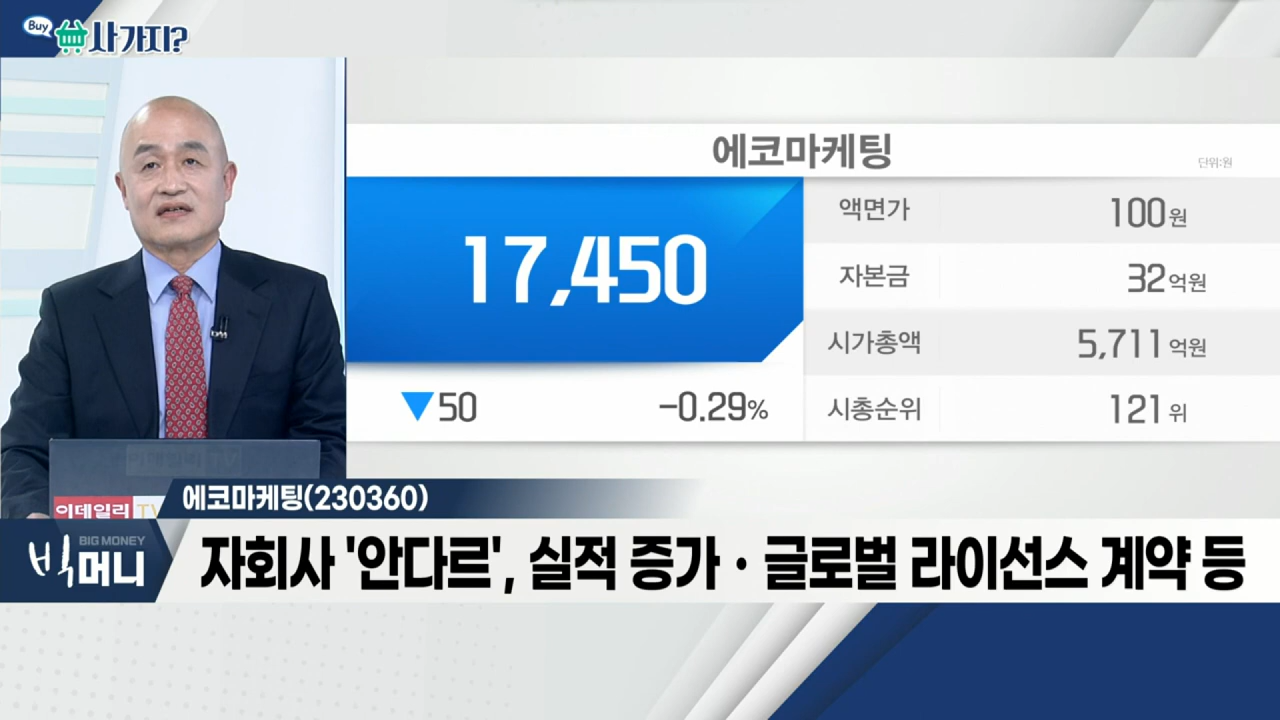 Buy 사가지?
에코마케팅
단위:원
17,450
▼50 -0.29%
액면가 100원
자본금 32억원
시가총액 5,711억원
시총순위 121위
이데일리TV
에코마케팅(230360)
BIG MONEY
빅머니
자회사 '안다르', 실적 증가·글로벌 라이선스 계약 등